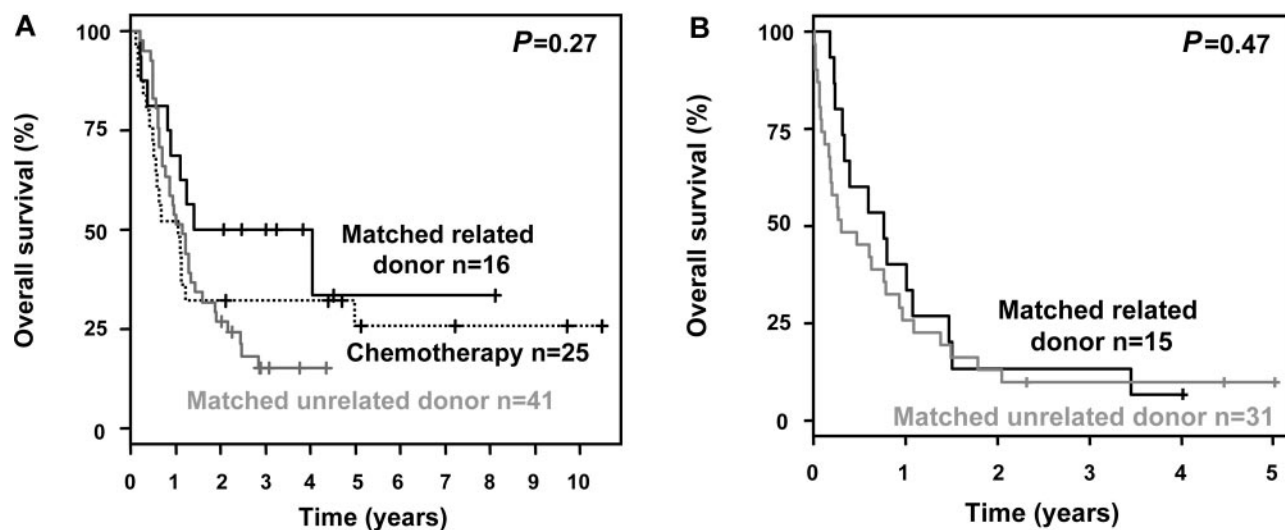 A
P=0.27
Overall survival (%)
100
75
50
25
0
Matched related
donor n=16
Chemotherapy n=25
Matched unrelated donor n=41
0 1 2 3 4 5 6 7 8 9 10
Time (years)
B
P=0.47
Overall survival (%)
100
75
50
25
0
Matched related
donor n=15
Matched unrelated donor n=31
0 1 2 3 4 5
Time (years)